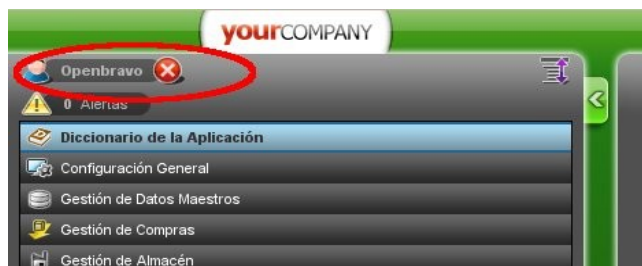 yourCOMPANY
Openbravo
0 Alertas
Diccionario de la Aplicación
Configuración General
Gestión de Datos Maestros
Gestión de Compras
Gestión de Almacén